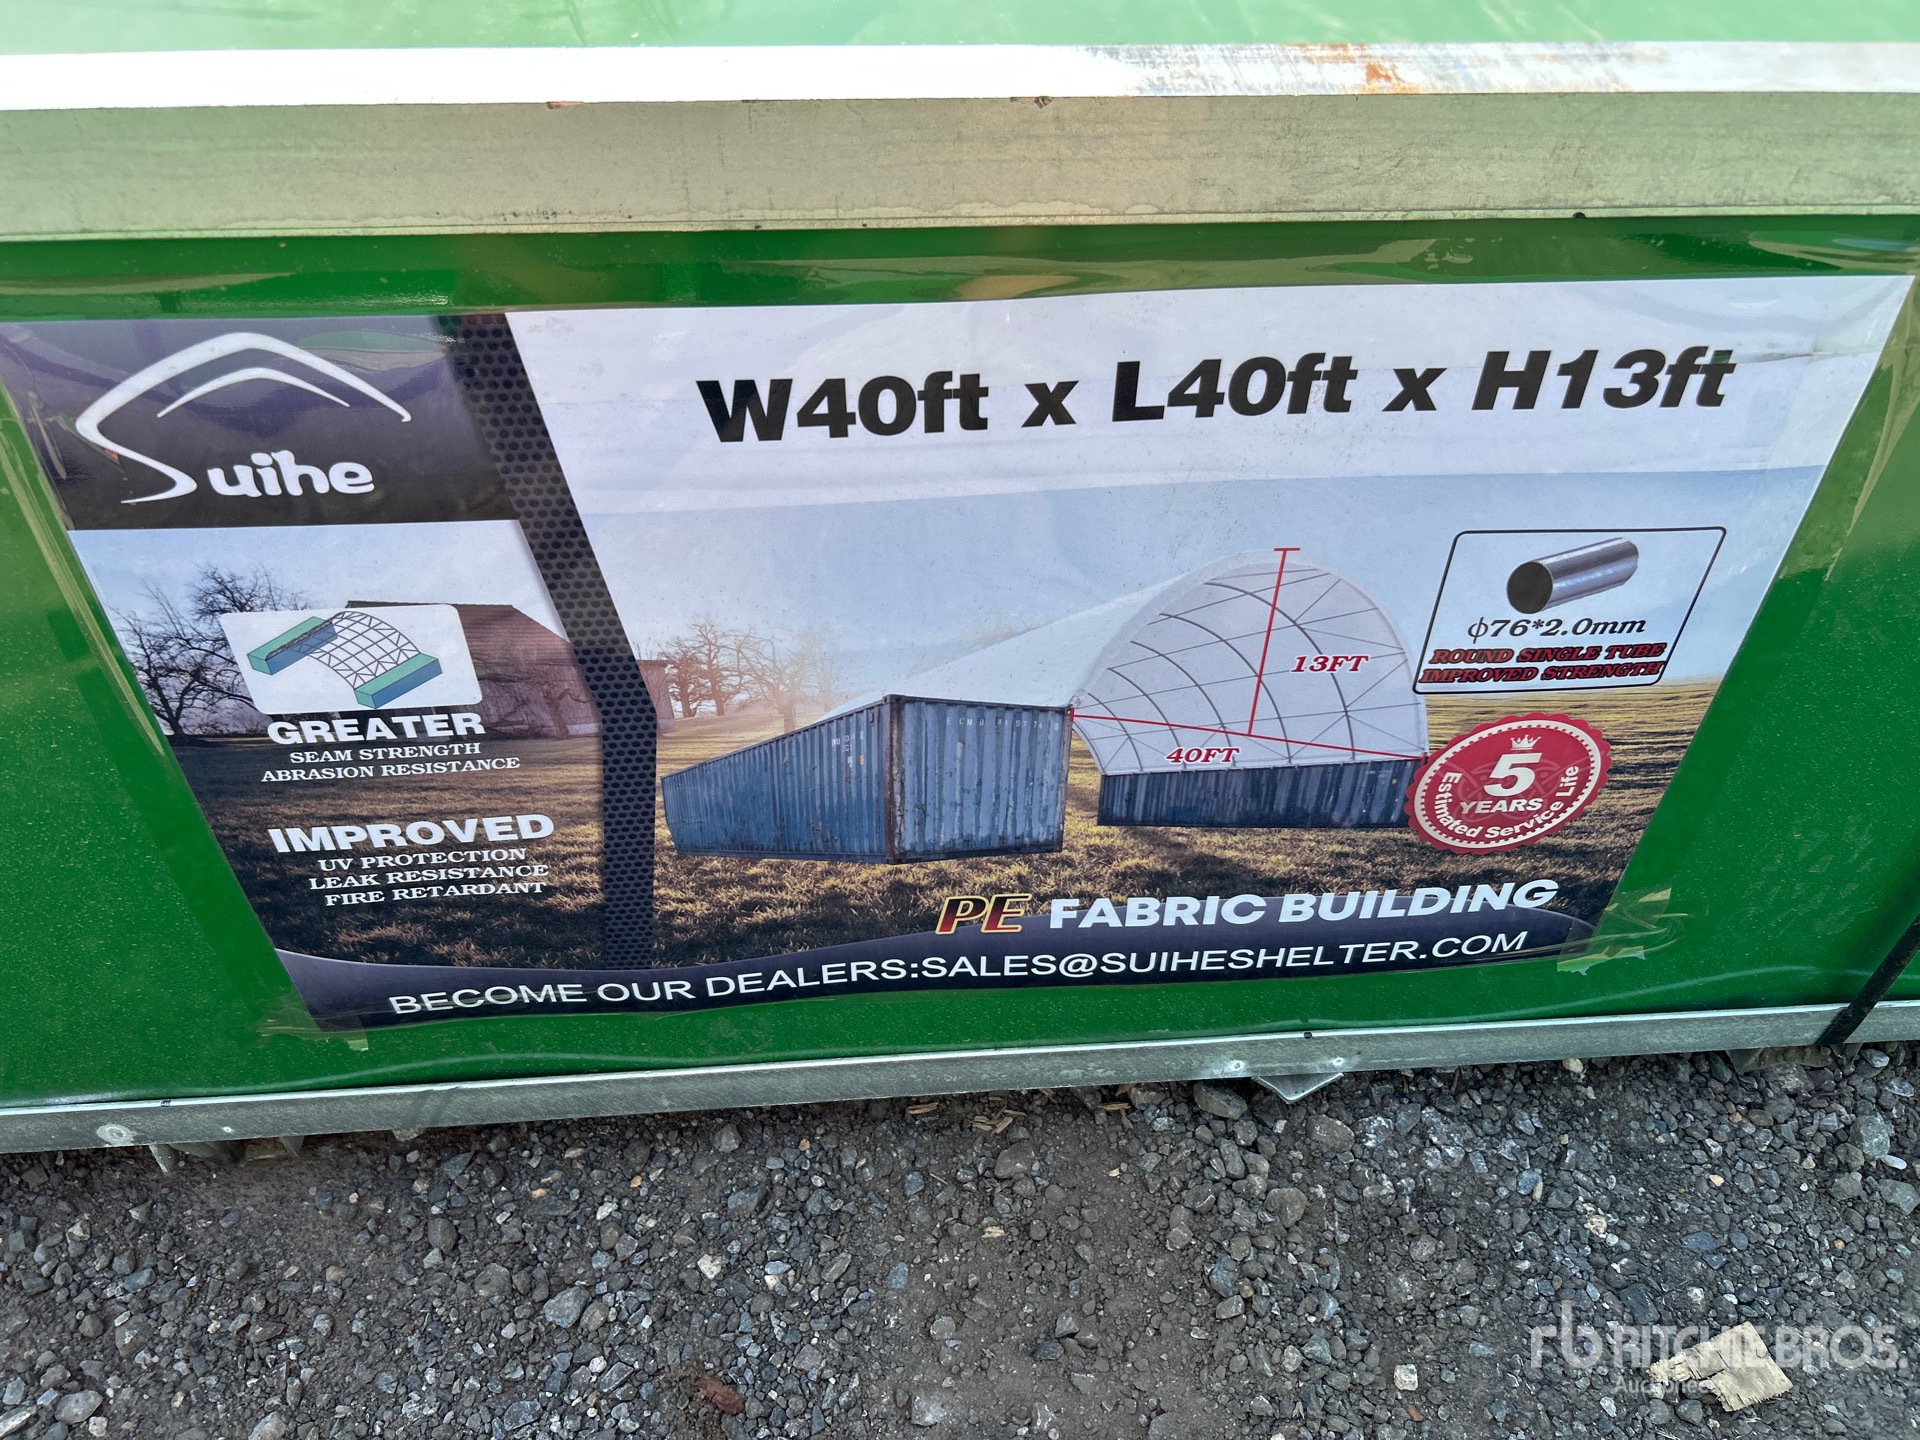 Suihe
W40ft x L40ft x H13ft
GREATER
SEAM STRENGTH
ABRASION RESISTANCE
IMPROVED
UV PROTECTION
LEAK RESISTANCE
FIRE RETARDANT
13FT
40FT
ϕ76*2.0mm
ROUND SINGLE TUBE
IMPROVED STRENGTH
5
YEARS
Estimated Service Life
PE FABRIC BUILDING
BECOME OUR DEALERS:SALES@SUIHESHELTER.COM
rb RITCHIE BROS.
Auctioneers